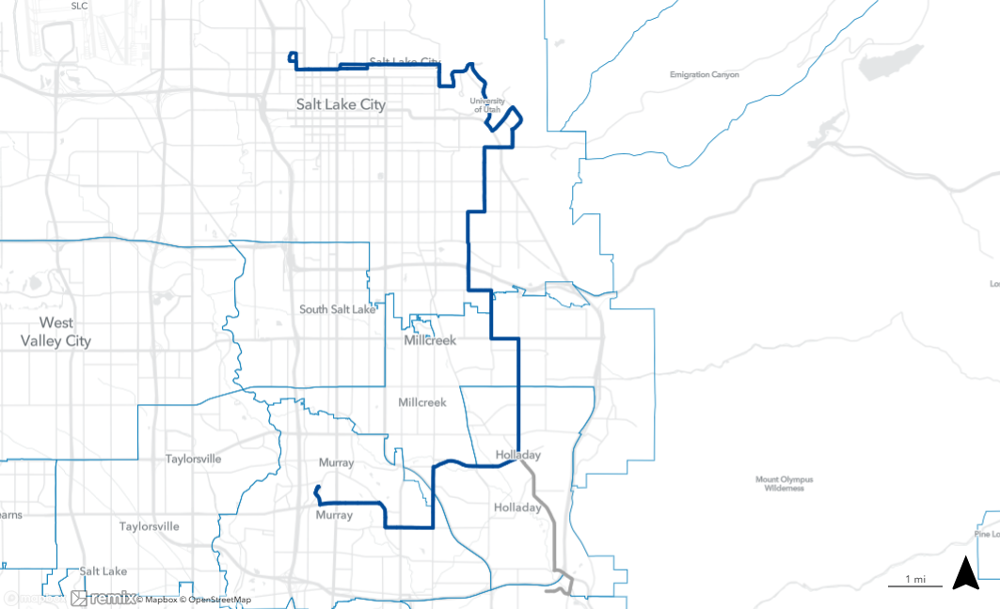 SLC
Salt Lake City
Emigration Canyon
Salt Lake City
University
of Utah
South Salt Lake
West
Valley City
Millcreek
Millcreek
Holladay
Taylorsville
Murray
Mount Olympus
Wilderness
Holladay
Murray
Taylorsville
Salt Lake
1 mi
mapbox remix © Mapbox © OpenStreetMap